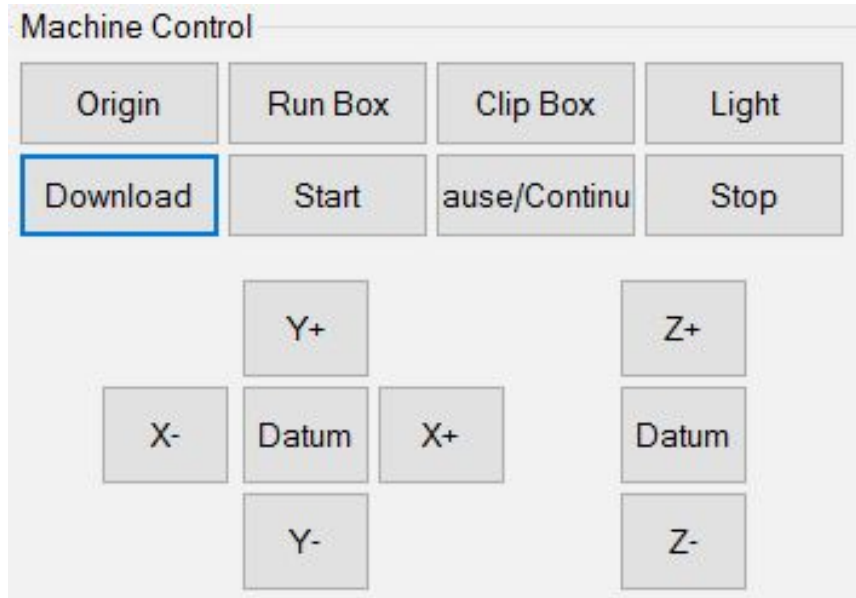 Machine Control
Origin Run Box Clip Box Light
Download Start ause/Continu Stop
Y+ Z+
X- Datum X+ Datum
Y- Z-